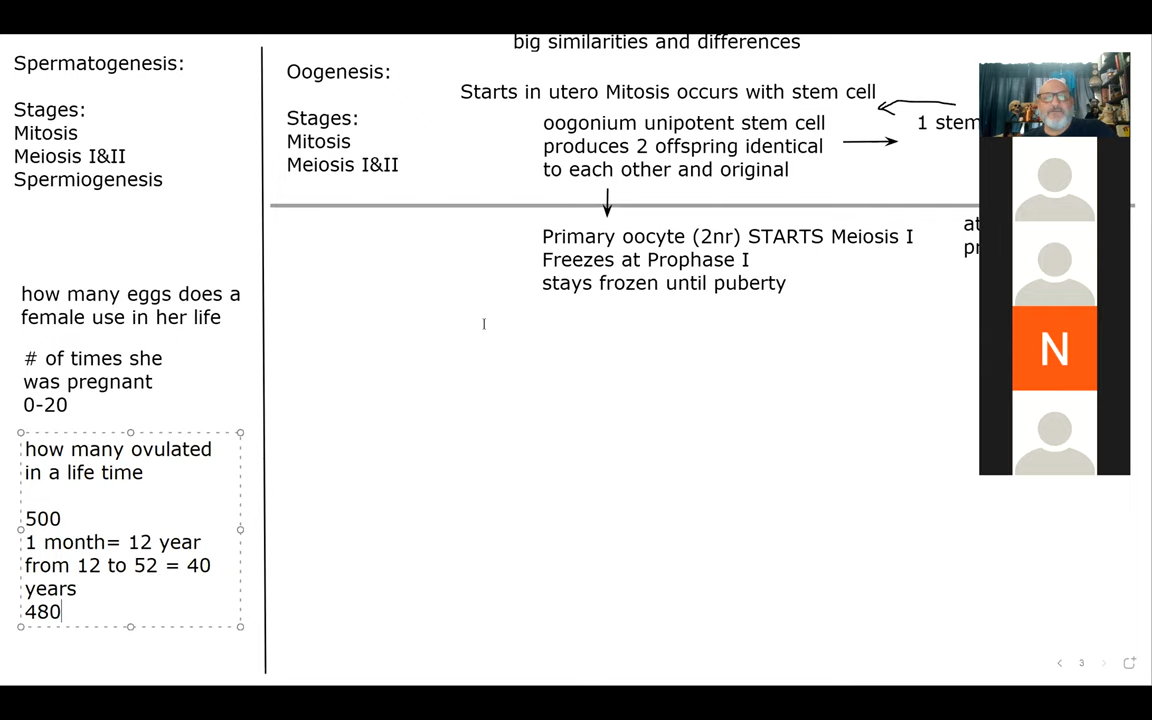 big similarities and differences
Spermatogenesis:
Stages:
Mitosis
Meiosis I&II
Spermiogenesis
how many eggs does a
female use in her life
# of times she
was pregnant
0-20
how many ovulated
in a life time
500
1 month= 12 year
from 12 to 52 = 40
years
480
Oogenesis:
Stages:
Mitosis
Meiosis I&II
Starts in utero Mitosis occurs with stem cell
oogonium unipotent stem cell
produces 2 offspring identical
to each other and original
1 stem
Primary oocyte (2nr) STARTS Meiosis I
Freezes at Prophase I
stays frozen until puberty
N
3